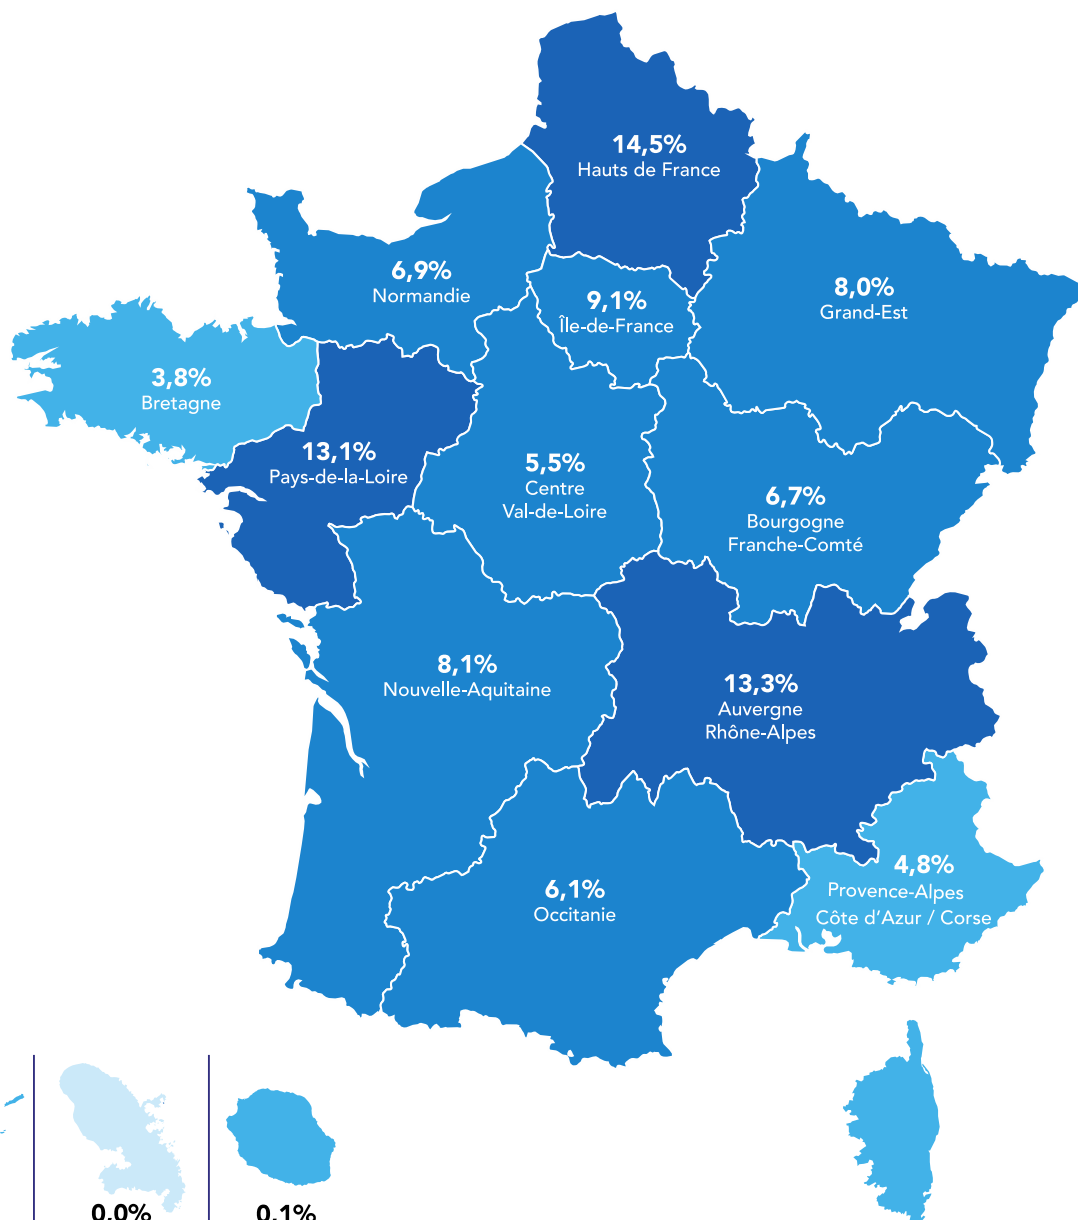 14,5%
Hauts de France
6,9%
Normandie
9,1%
Île-de-France
8,0%
Grand-Est
3,8%
Bretagne
13,1%
Pays-de-la-Loire
5,5%
Centre
Val-de-Loire
6,7%
Bourgogne
Franche-Comté
8,1%
Nouvelle-Aquitaine
13,3%
Auvergne
Rhône-Alpes
6,1%
Occitanie
4,8%
Provence-Alpes
Côte d'Azur / Corse
0,0%
0,1%